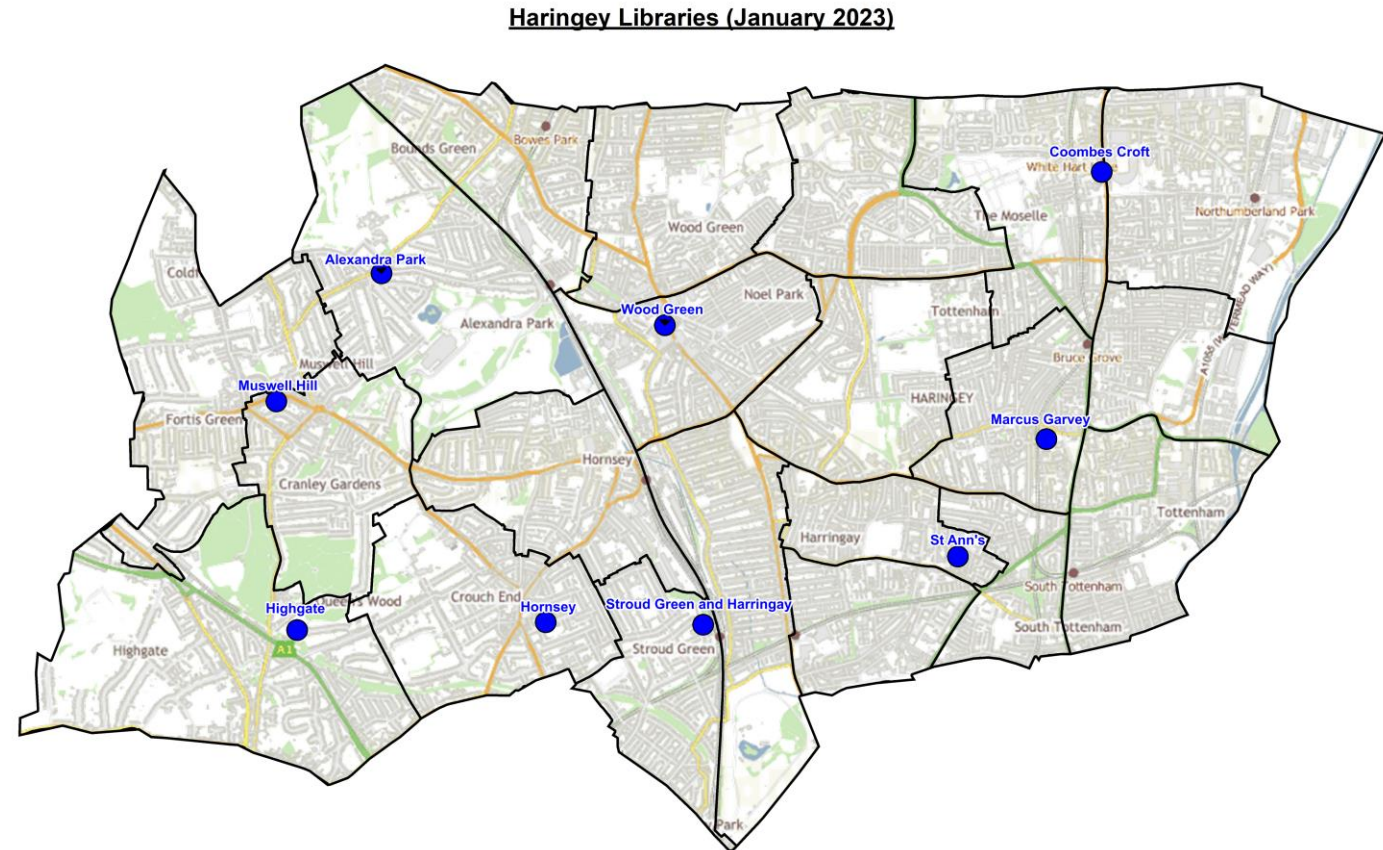 Haringey Libraries (January 2023)
Bowes Park
Bounds Green
Coombes Croft
White Hart
Northumberland Park
The Moselle
Wood Green
Alexandra Park
Noel Park
Wood Green
Alexandra Park
Tottenham
Bruce Grove
Muswell Hill
Muswell Hill
HARINGEY
Fortis Green
Marcus Garvey
Hornsey
Cranley Gardens
Tottenham
Harringay
St Ann's
South Tottenham
Queen's Wood
Crouch End
Highgate
Hornsey
Stroud Green and Harringay
South Tottenham
Highgate
A1
Stroud Green
Park